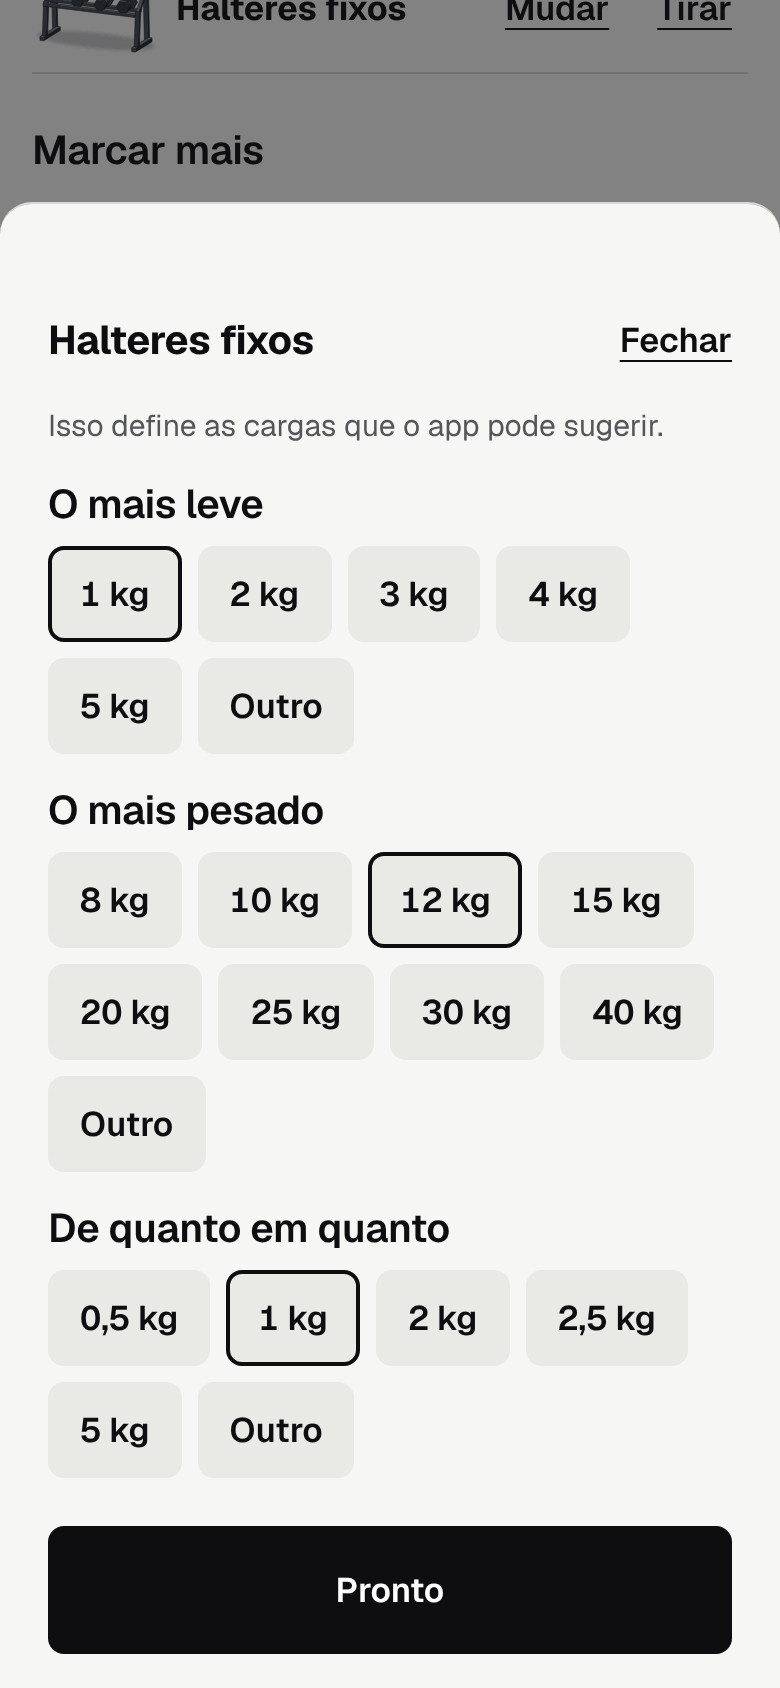 Halteres fixos Mudar Tirar
Marcar mais
Halteres fixos Fechar
Isso define as cargas que o app pode sugerir.
O mais leve
1 kg 2 kg 3 kg 4 kg
5 kg Outro
O mais pesado
8 kg 10 kg 12 kg 15 kg
20 kg 25 kg 30 kg 40 kg
Outro
De quanto em quanto
0,5 kg 1 kg 2 kg 2,5 kg
5 kg Outro
Pronto